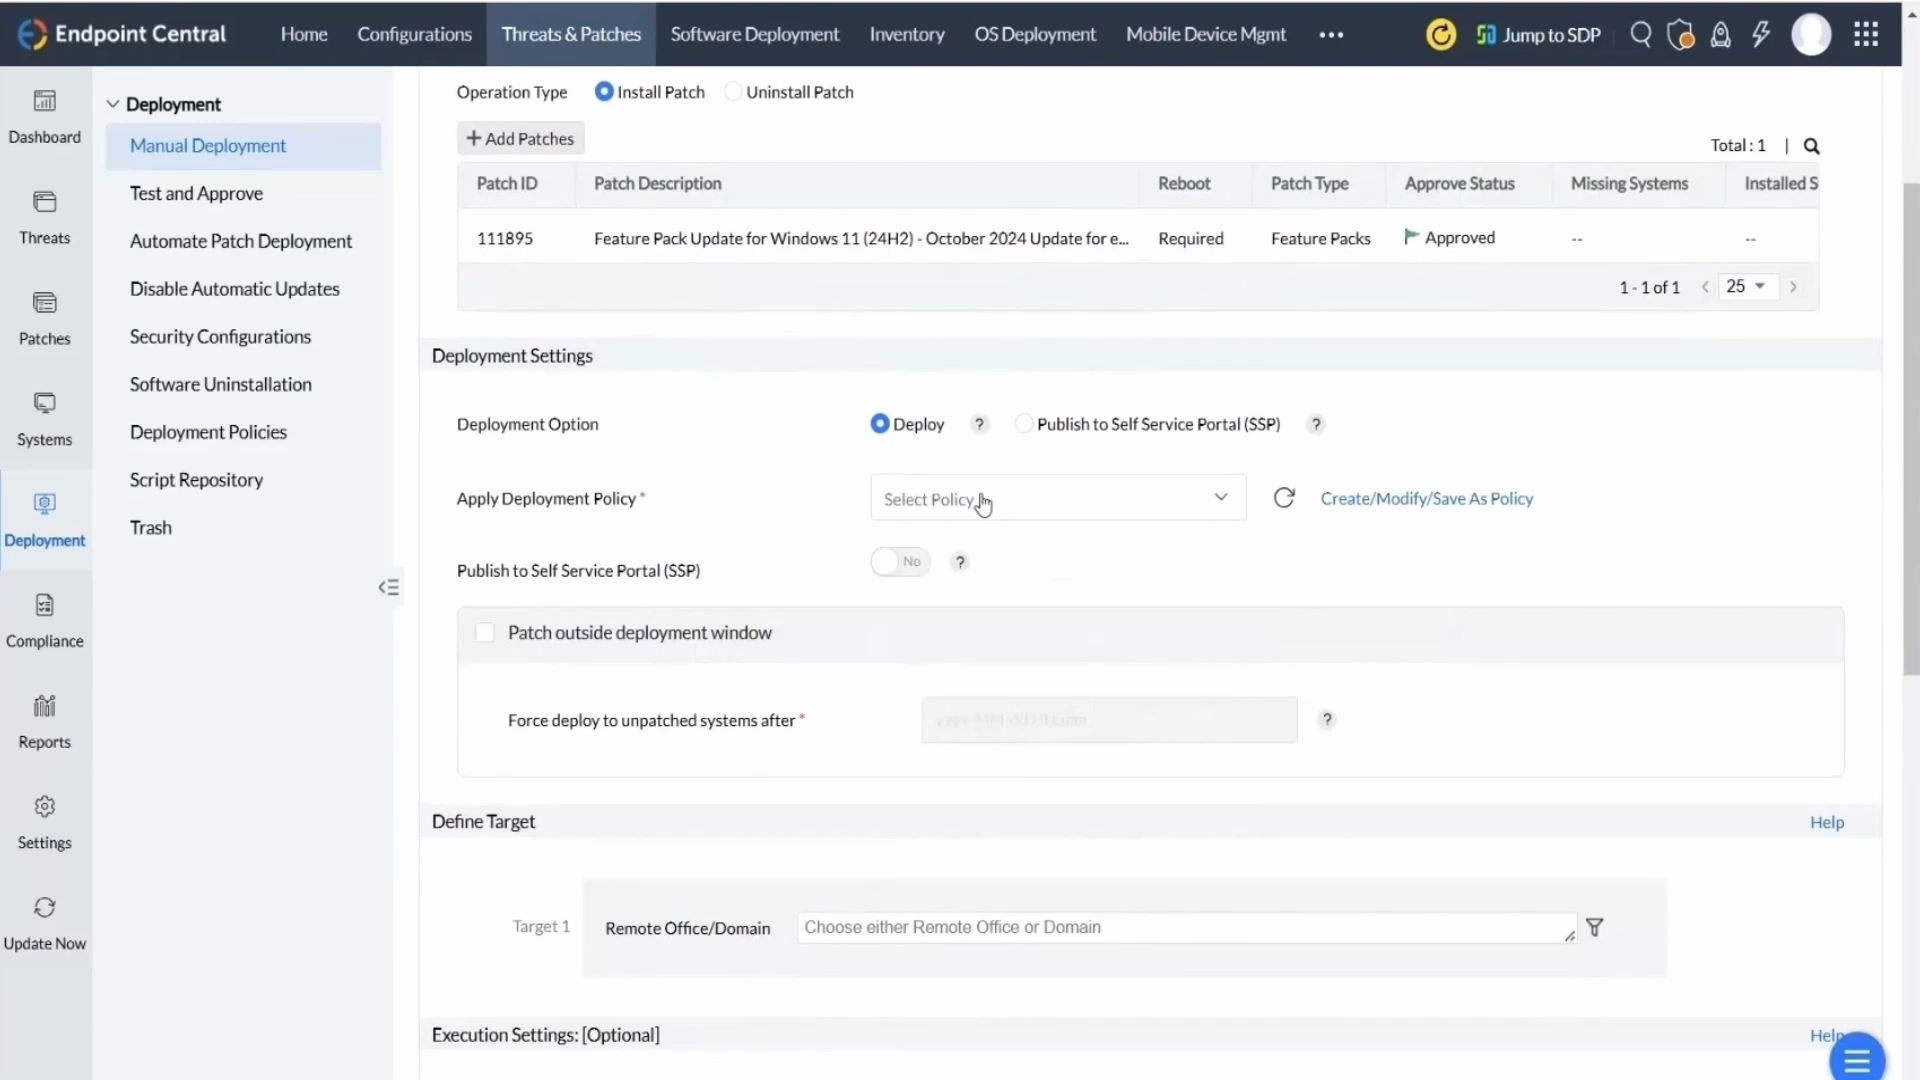 Endpoint Central
Home
Configurations
Threats & Patches
Software Deployment
Inventory
OS Deployment
Mobile Device Mgmt
Jump to SDP
Dashboard
Threats
Patches
Systems
Deployment
Compliance
Reports
Settings
Update Now
Deployment
Manual Deployment
Test and Approve
Automate Patch Deployment
Disable Automatic Updates
Security Configurations
Software Uninstallation
Deployment Policies
Script Repository
Trash
Operation Type Install Patch Uninstall Patch
+ Add Patches
Total : 1 |
Patch ID Patch Description Reboot Patch Type Approve Status Missing Systems Installed S
111895 Feature Pack Update for Windows 11 (24H2) - October 2024 Update for e... Required Feature Packs Approved -- --
1 - 1 of 1 25
Deployment Settings
Deployment Option Deploy ? Publish to Self Service Portal (SSP) ?
Apply Deployment Policy * Select Policy Create/Modify/Save As Policy
Publish to Self Service Portal (SSP) No ?
Patch outside deployment window
Force deploy to unpatched systems after * ?
Define Target Help
Target 1 Remote Office/Domain Choose either Remote Office or Domain
Execution Settings: [Optional] Help